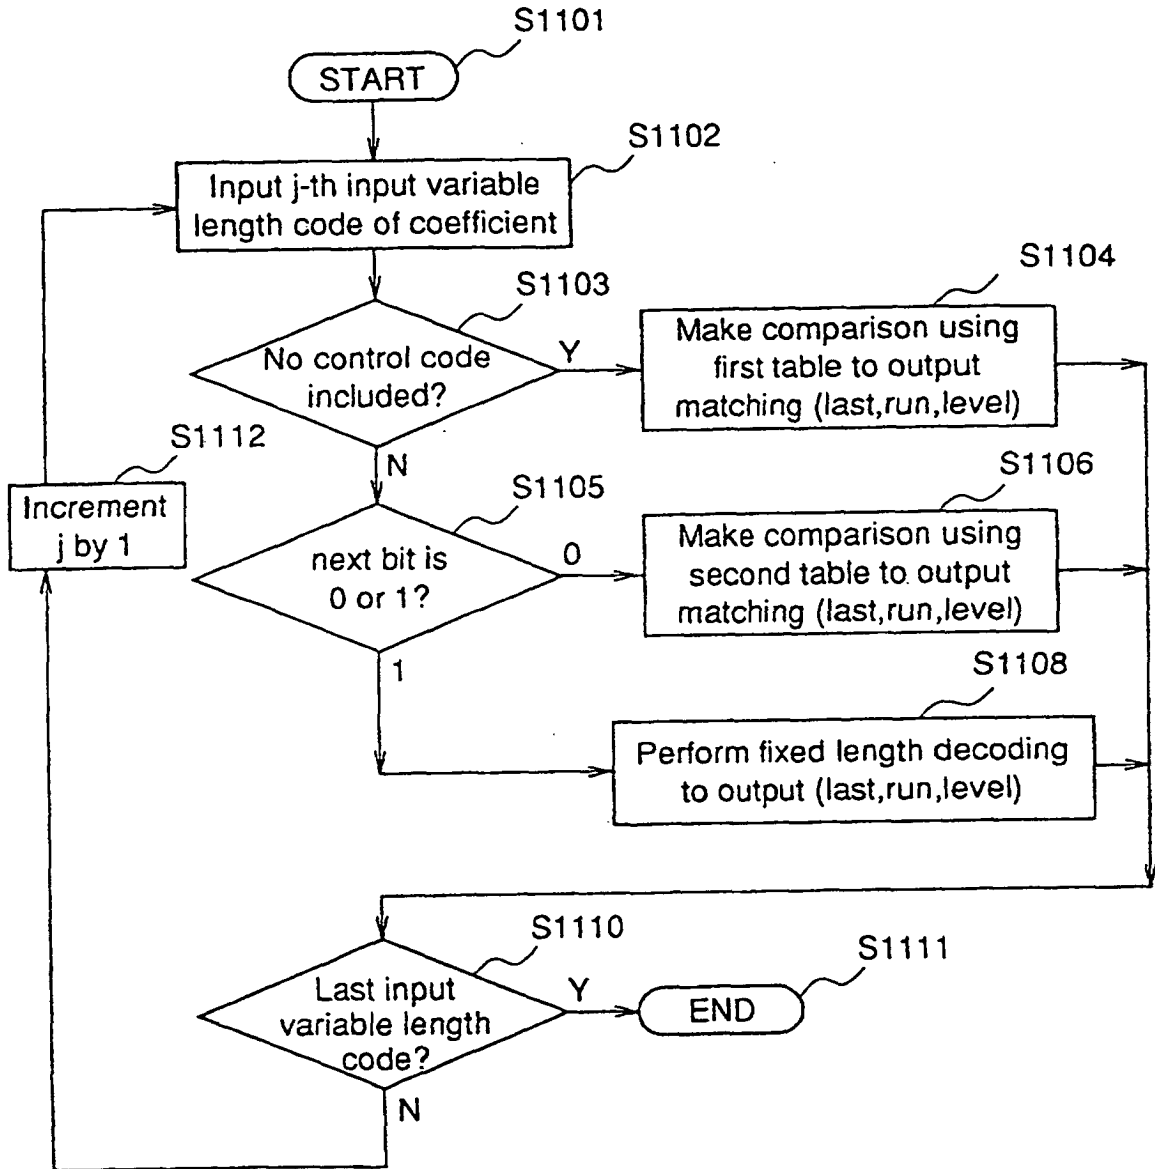 S1101
START
S1102
Input j-th input variable
length code of coefficient
S1103
No control code
included?
Y
N
S1104
Make comparison using
first table to output
matching (last,run,level)
S1112
Increment
j by 1
S1105
next bit is
0 or 1?
0
1
S1106
Make comparison using
second table to output
matching (last,run,level)
S1108
Perform fixed length decoding
to output (last,run,level)
S1110
Last input
variable length
code?
Y
N
S1111
END